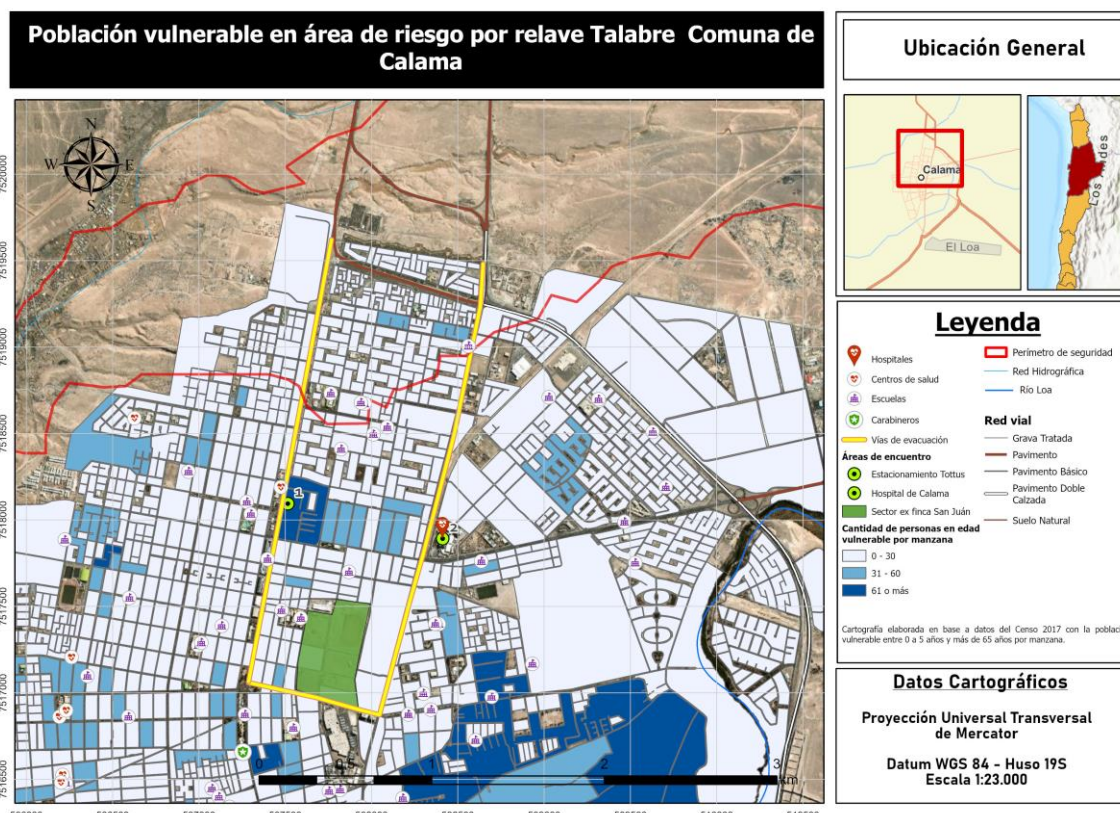 Población vulnerable en área de riesgo por relave Talabre Comuna de
Calama
N
W
E
S
7520000
7519500
7519000
7518500
7518000
7517500
7517000
7516500
1
2
0
0.5
1
2
3
km
Ubicación General
Calama
El Loa
Los Andes
Leyenda
Hospitales
Centros de salud
Escuelas
Carabineros
Vías de evacuación
Áreas de encuentro
Estacionamiento Tottus
Hospital de Calama
Sector ex finca San Juán
Cantidad de personas en edad
vulnerable por manzana
0 - 30
31 - 60
61 o más
Perímetro de seguridad
Red Hidrográfica
Río Loa
Red vial
Grava Tratada
Pavimento
Pavimento Básico
Pavimento Doble
Calzada
Suelo Natural
Cartografía elaborada en base a datos del Censo 2017 con la poblaci
vulnerable entre 0 a 5 años y más de 65 años por manzana.
Datos Cartográficos
Proyección Universal Transversal
de Mercator
Datum WGS 84 - Huso 19S
Escala 1:23.000